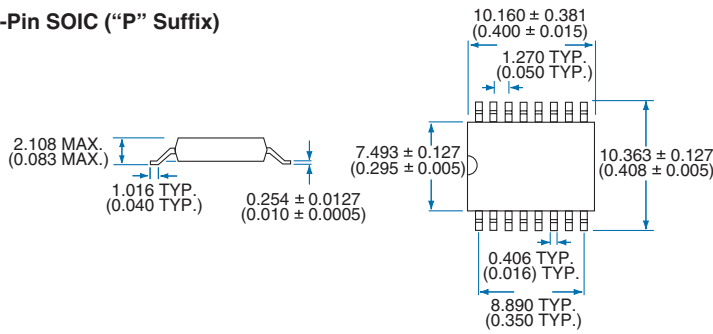 -Pin SOIC (“P” Suffix)
10.160 ± 0.381
(0.400 ± 0.015)
1.270 TYP.
(0.050 TYP.)
2.108 MAX.
(0.083 MAX.)
1.016 TYP.
(0.040 TYP.)
0.254 ± 0.0127
(0.010 ± 0.0005)
7.493 ± 0.127
(0.295 ± 0.005)
10.363 ± 0.127
(0.408 ± 0.005)
0.406 TYP.
(0.016) TYP.
8.890 TYP.
(0.350 TYP.)